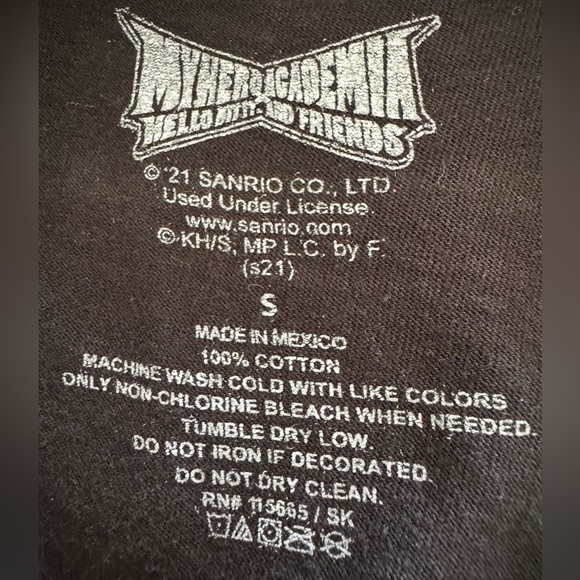 MY HERO ACADEMIA
HELLO KITTY AND FRIENDS
© '21 SANRIO CO., LTD.
Used Under License.
www.sanrio.com
© KH/S, MP L.C. by F.
(s21)
S
MADE IN MEXICO
100% COTTON
MACHINE WASH COLD WITH LIKE COLORS
ONLY NON-CHLORINE BLEACH WHEN NEEDED.
TUMBLE DRY LOW.
DO NOT IRON IF DECORATED.
DO NOT DRY CLEAN.
RN# 115665 / SK